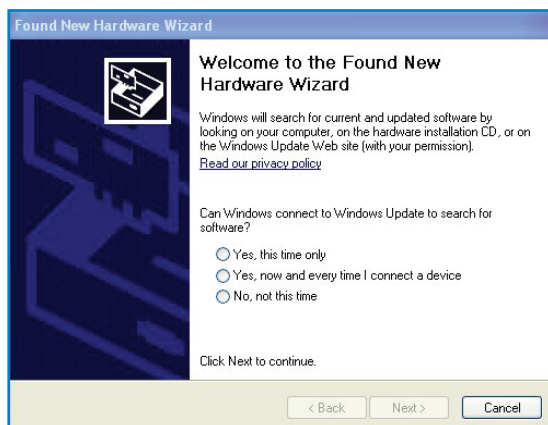 Found New Hardware Wizard
Welcome to the Found New
Hardware Wizard
Windows will search for current and updated software by
looking on your computer, on the hardware installation CD, or on
the Windows Update Web site (with your permission).
Read our privacy policy
Can Windows connect to Windows Update to search for
software?
Yes, this time only
Yes, now and every time I connect a device
No, not this time
Click Next to continue.
< Back Next > Cancel